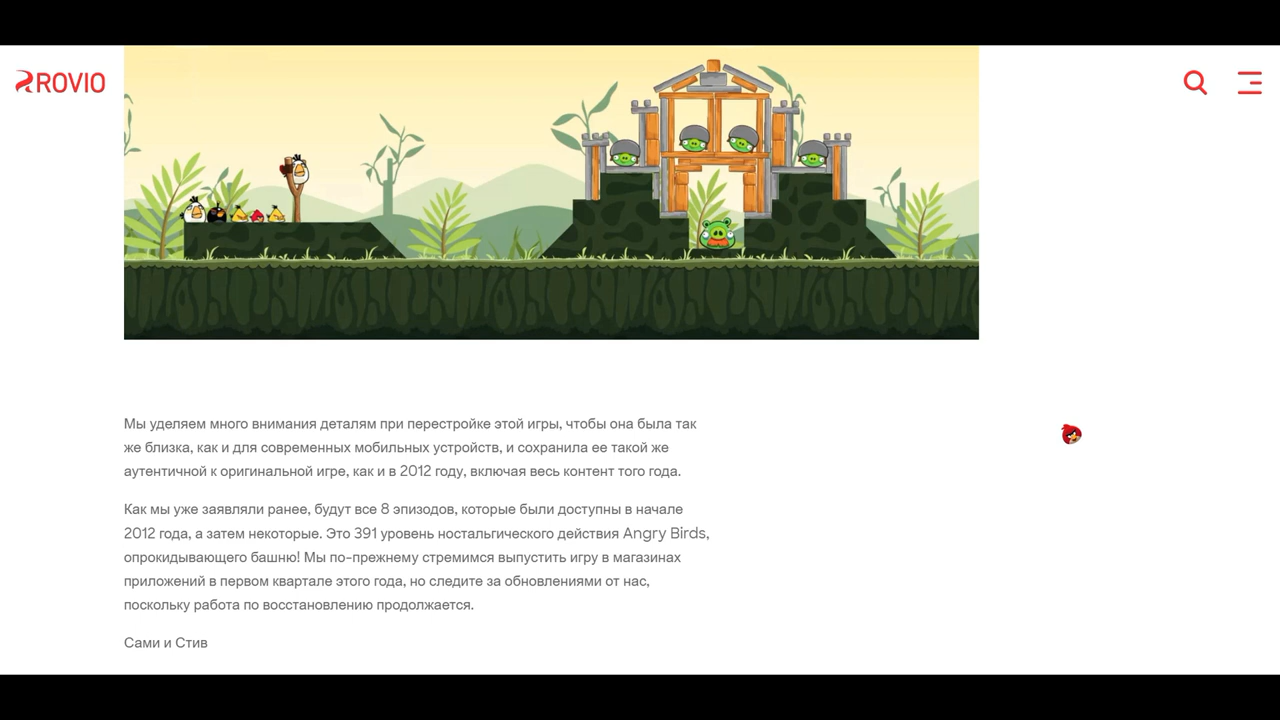 ROVIO
Мы уделяем много внимания деталям при перестройке этой игры, чтобы она была так
же близка, как и для современных мобильных устройств, и сохранила ее такой же
аутентичной к оригинальной игре, как и в 2012 году, включая весь контент того года.
Как мы уже заявляли ранее, будут все 8 эпизодов, которые были доступны в начале
2012 года, а затем некоторые. Это 391 уровень ностальгического действия Angry Birds,
опрокидывающего башню! Мы по-прежнему стремимся выпустить игру в магазинах
приложений в первом квартале этого года, но следите за обновлениями от нас,
поскольку работа по восстановлению продолжается.
Сами и Стив